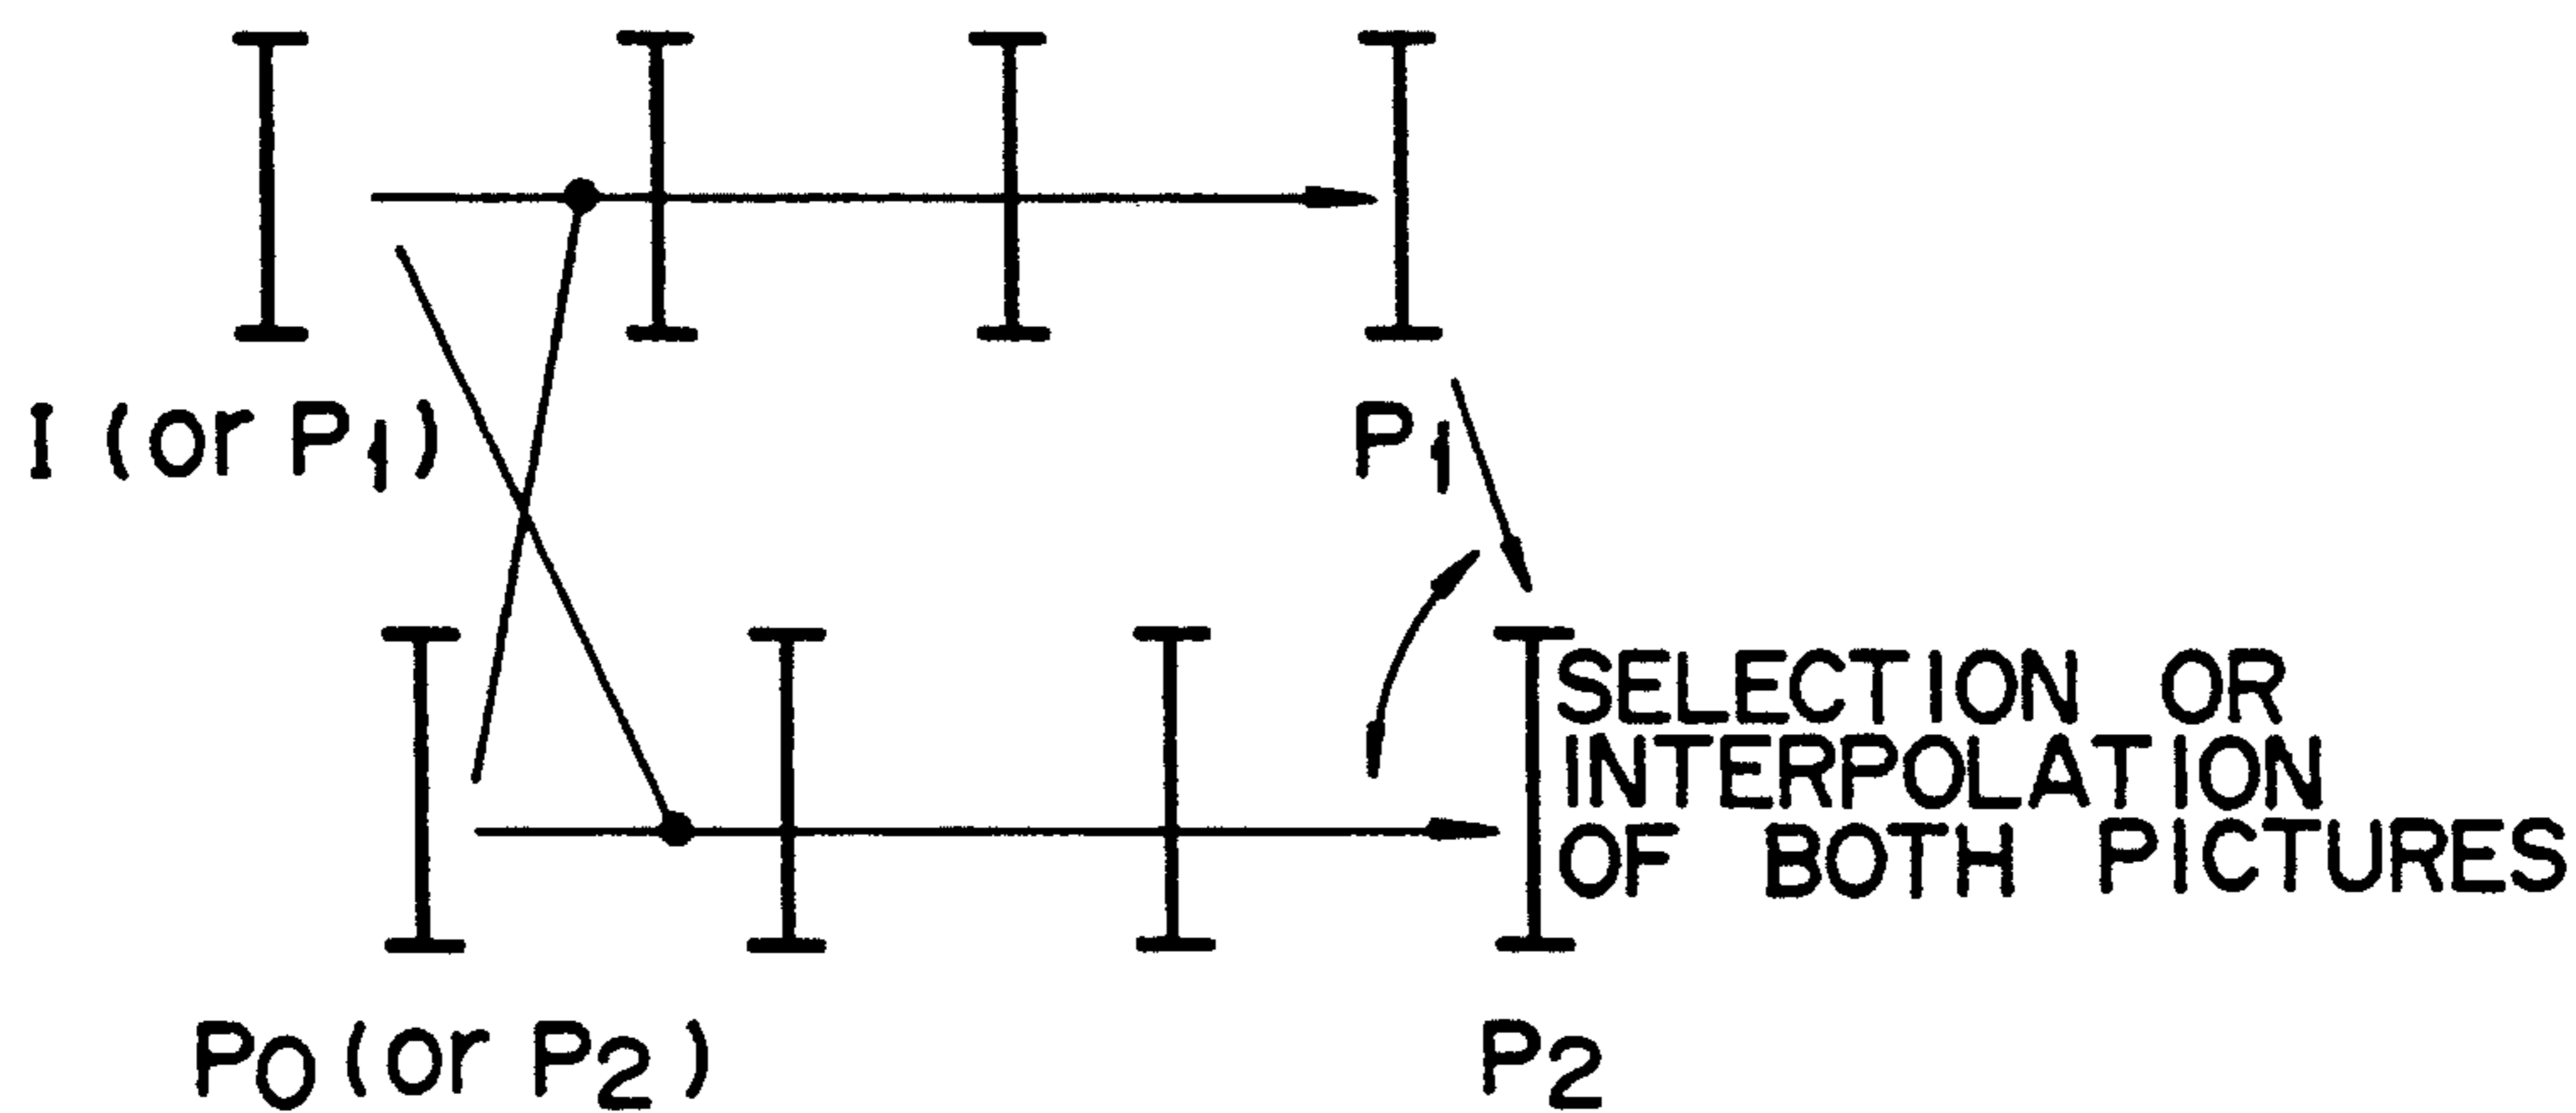 I (or P1)
P1
SELECTION OR
INTERPOLATION
OF BOTH PICTURES
P0 (or P2)
P2